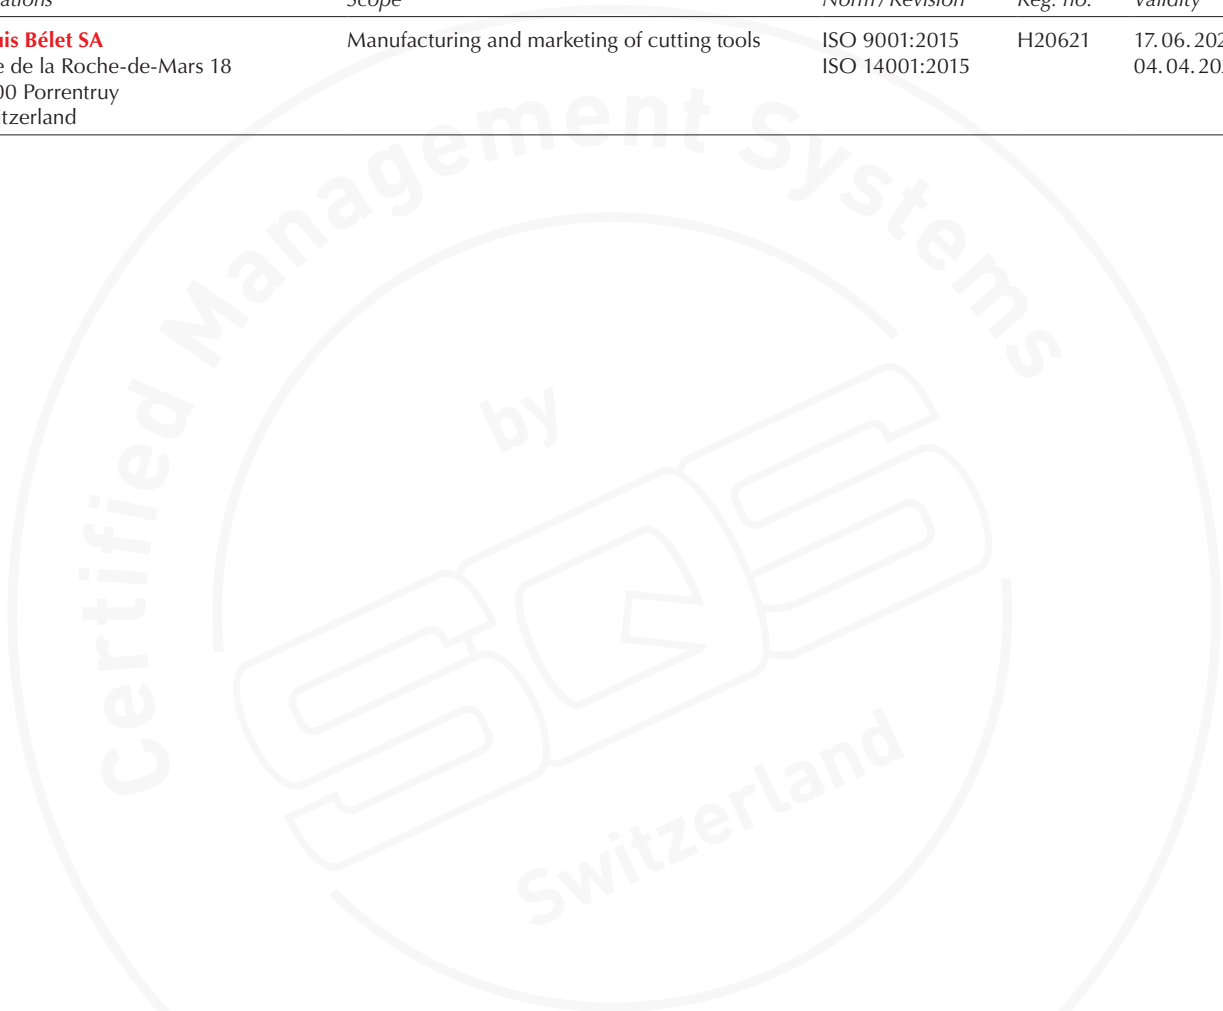 ations Scope Norm / Revision Reg. no. Validity
uis Bélet SA Manufacturing and marketing of cutting tools ISO 9001:2015 H20621 17.06.202
e de la Roche-de-Mars 18 ISO 14001:2015 04.04.202
00 Porrentruy
itzerland
Certified Management Systems
by
SQS
Switzerland